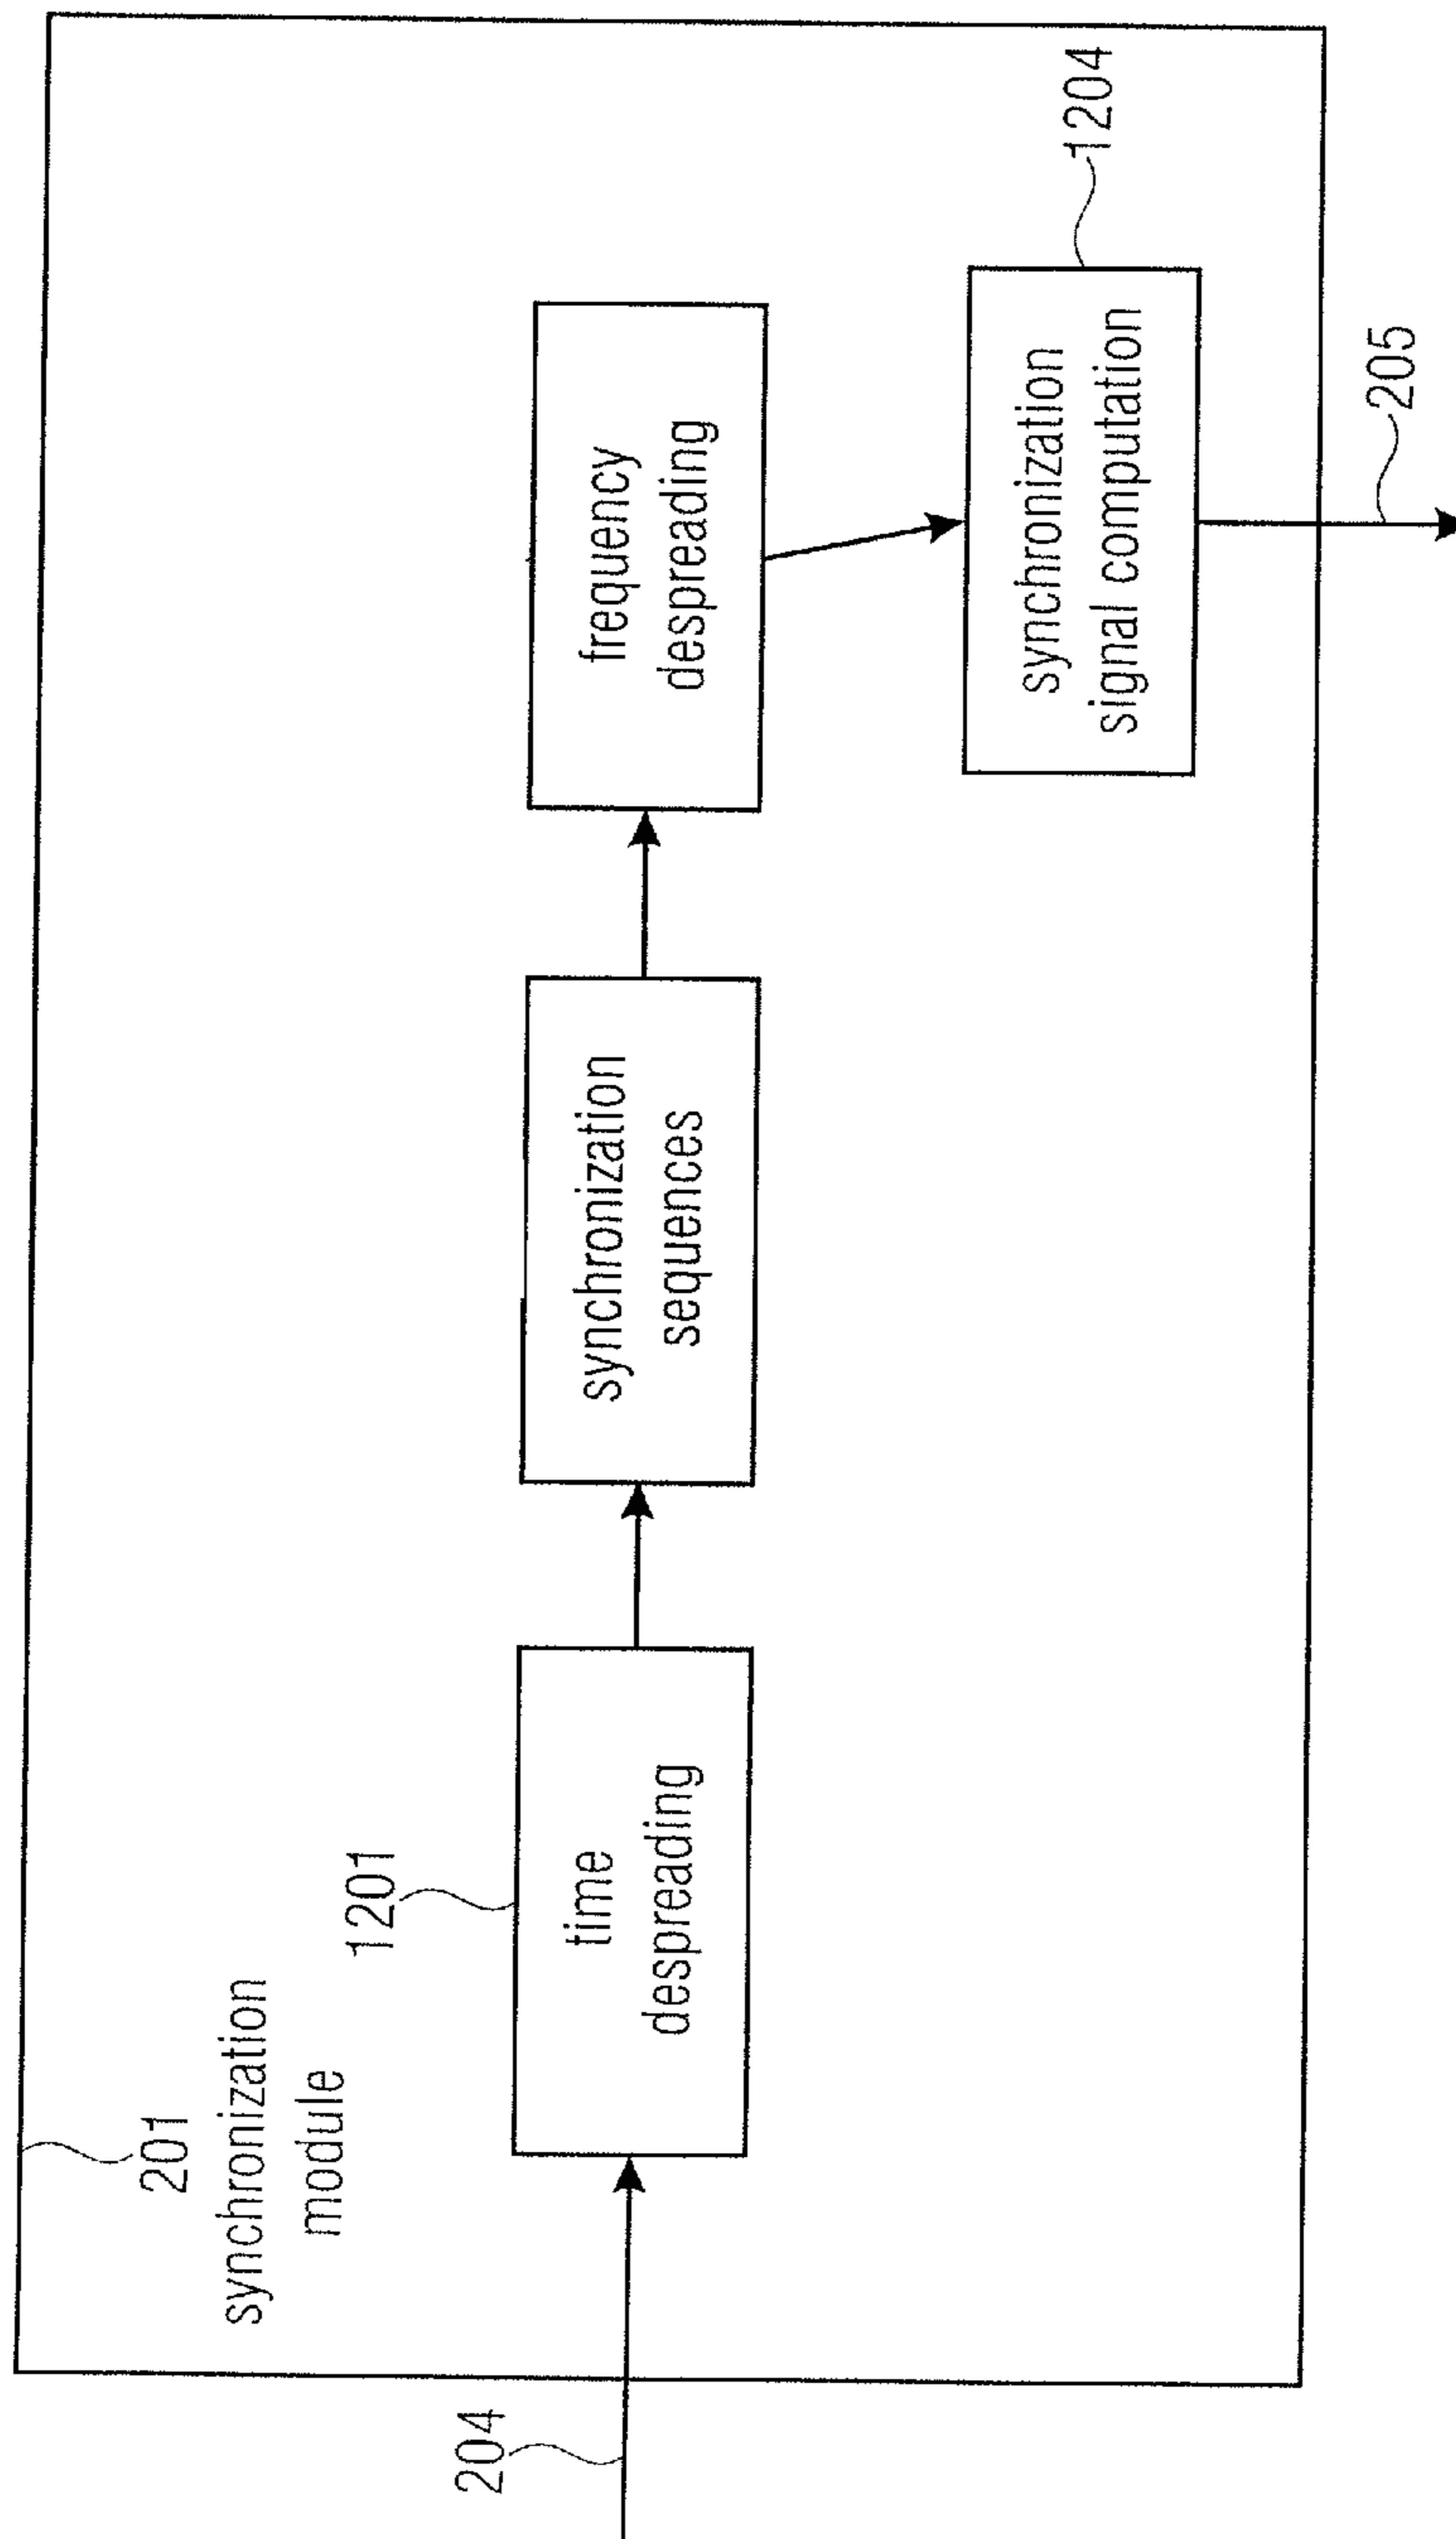 201
synchronization
module
204
1201
time
despreading
synchronization
sequences
frequency
despreading
synchronization
signal computation
1204
205